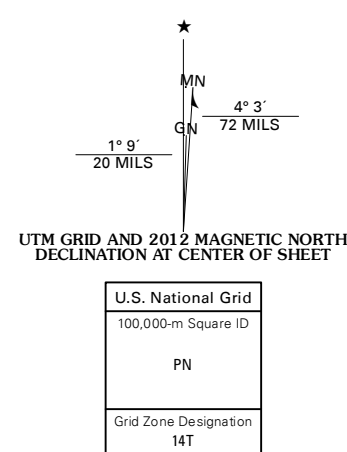 ★
MN
4° 3´
72 MILS
GN
1° 9´
20 MILS
UTM GRID AND 2012 MAGNETIC NORTH
DECLINATION AT CENTER OF SHEET
U.S. National Grid
100,000-m Square ID
PN
Grid Zone Designation
14T